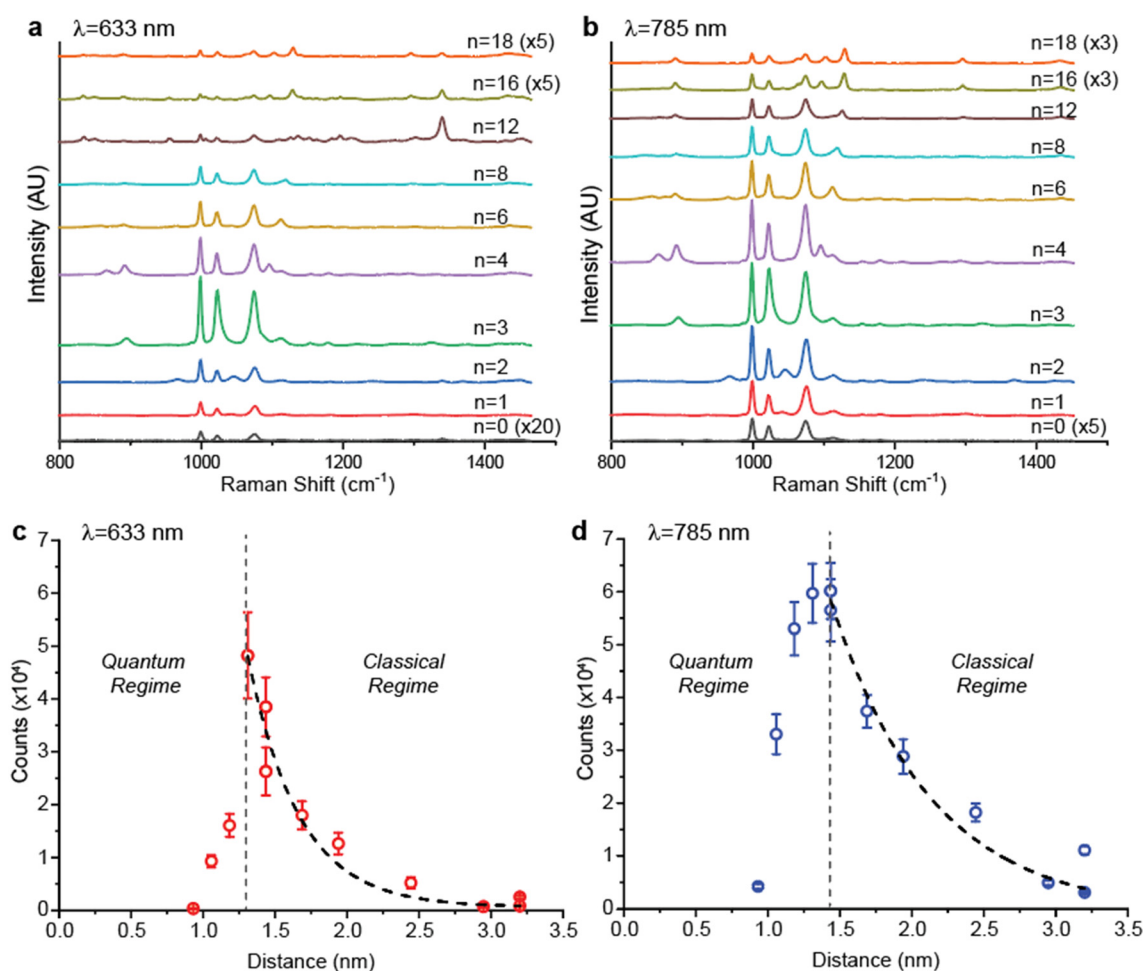 a
λ=633 nm
n=18 (x5)
n=16 (x5)
n=12
n=8
n=6
n=4
n=3
n=2
n=1
n=0 (x20)
Intensity (AU)
800
1000
1200
1400
Raman Shift (cm⁻¹)
b
λ=785 nm
n=18 (x3)
n=16 (x3)
n=12
n=8
n=6
n=4
n=3
n=2
n=1
n=0 (x5)
Intensity (AU)
800
1000
1200
1400
Raman Shift (cm⁻¹)
c
λ=633 nm
7
6
5
4
3
2
1
0
Counts (x10⁴)
Quantum
Regime
Classical
Regime
0.0
0.5
1.0
1.5
2.0
2.5
3.0
3.5
Distance (nm)
d
λ=785 nm
7
6
5
4
3
2
1
0
Counts (x10⁴)
Quantum
Regime
Classical
Regime
0.0
0.5
1.0
1.5
2.0
2.5
3.0
3.5
Distance (nm)